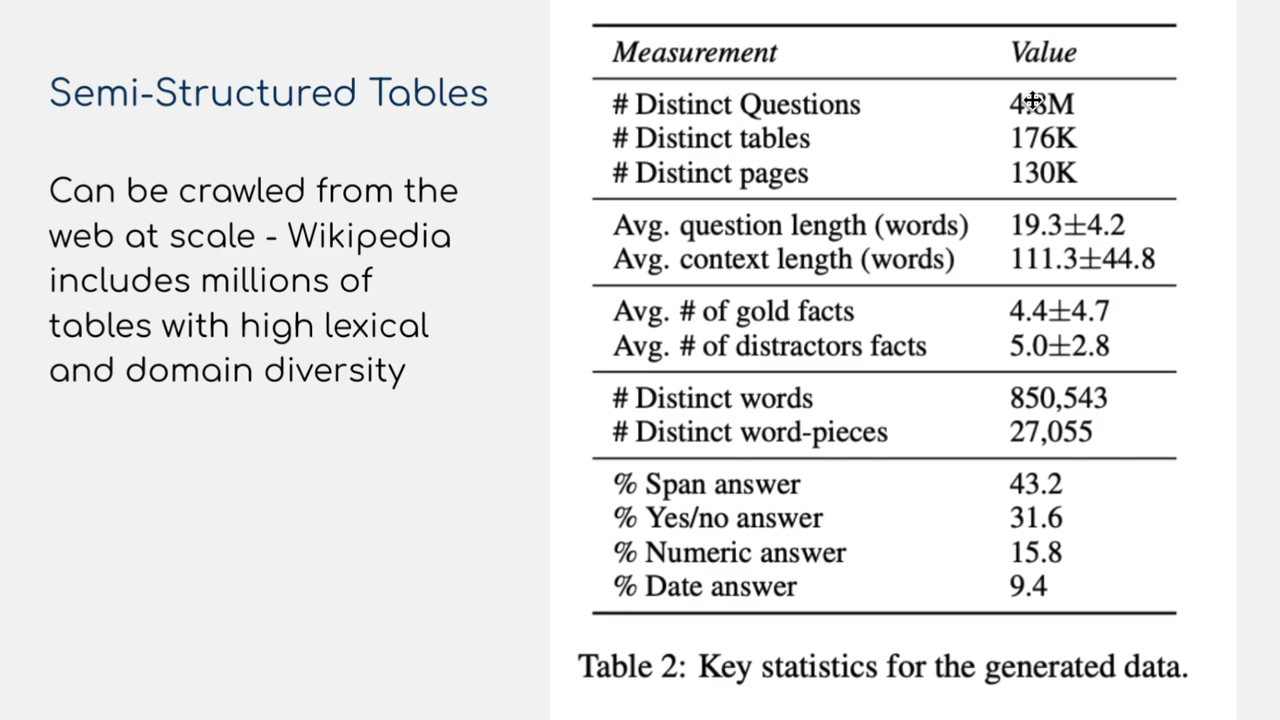 Semi-Structured Tables
Can be crawled from the
web at scale - Wikipedia
includes millions of
tables with high lexical
and domain diversity
Measurement Value
# Distinct Questions 4.8M
# Distinct tables 176K
# Distinct pages 130K
Avg. question length (words) 19.3±4.2
Avg. context length (words) 111.3±44.8
Avg. # of gold facts 4.4±4.7
Avg. # of distractors facts 5.0±2.8
# Distinct words 850,543
# Distinct word-pieces 27,055
% Span answer 43.2
% Yes/no answer 31.6
% Numeric answer 15.8
% Date answer 9.4
Table 2: Key statistics for the generated data.